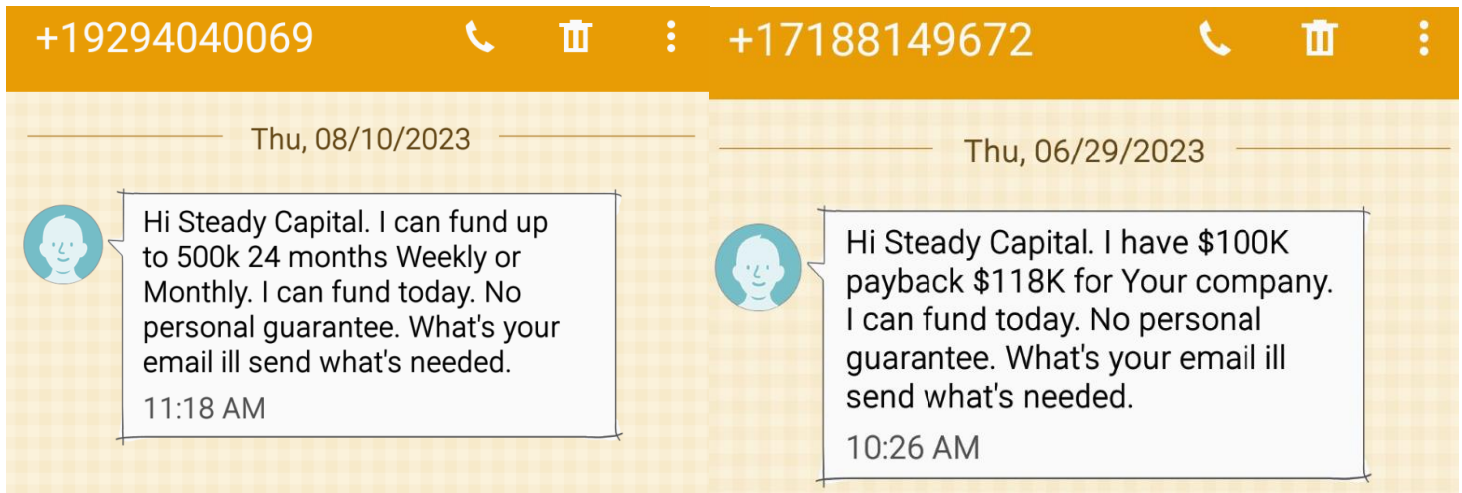 +19294040069
Thu, 08/10/2023
Hi Steady Capital. I can fund up
to 500k 24 months Weekly or
Monthly. I can fund today. No
personal guarantee. What's your
email ill send what's needed.
11:18 AM
+17188149672
Thu, 06/29/2023
Hi Steady Capital. I have $100K
payback $118K for Your company.
I can fund today. No personal
guarantee. What's your email ill
send what's needed.
10:26 AM